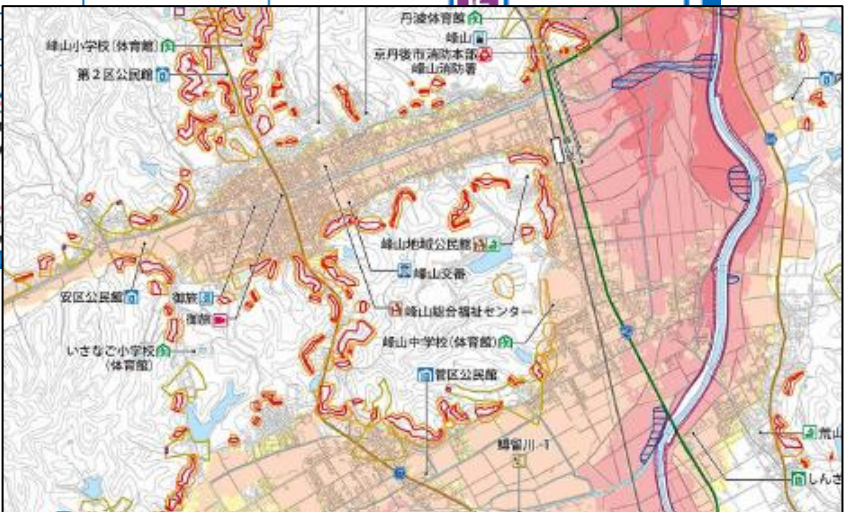 丹波体育館
峰山
峰山小学校(体育館)
京丹後市消防本部
峰山消防署
第2区公民館
峰山地域公民館
峰山交番
安区公民館
御旅
御旅
峰山総合福祉センター
いさなご小学校
(体育館)
峰山中学校(体育館)
菅区公民館
鱒留川-1
荒山
しんざ